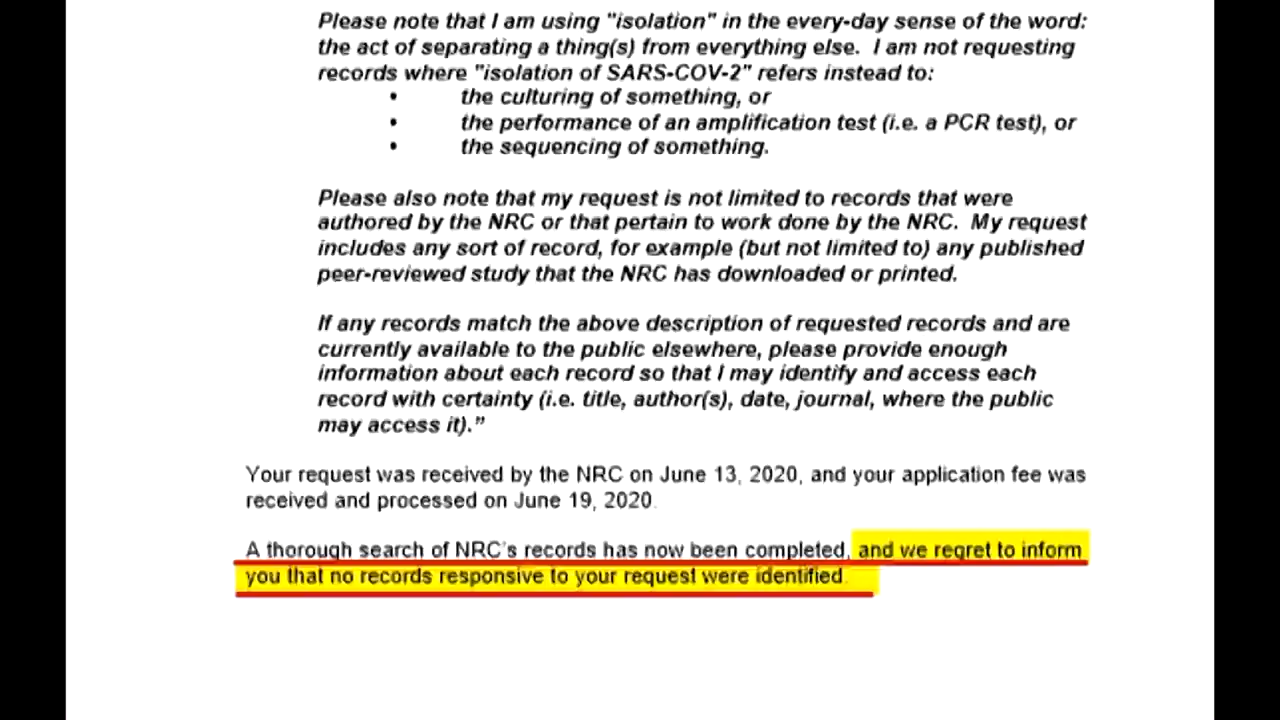 Please note that I am using "isolation" in the every-day sense of the word:
the act of separating a thing(s) from everything else. I am not requesting
records where "isolation of SARS-COV-2" refers instead to:
• the culturing of something, or
• the performance of an amplification test (i.e. a PCR test), or
• the sequencing of something.
Please also note that my request is not limited to records that were
authored by the NRC or that pertain to work done by the NRC. My request
includes any sort of record, for example (but not limited to) any published
peer-reviewed study that the NRC has downloaded or printed.
If any records match the above description of requested records and are
currently available to the public elsewhere, please provide enough
information about each record so that I may identify and access each
record with certainty (i.e. title, author(s), date, journal, where the public
may access it)."
Your request was received by the NRC on June 13, 2020, and your application fee was
received and processed on June 19, 2020.
A thorough search of NRC's records has now been completed, and we regret to inform
you that no records responsive to your request were identified.